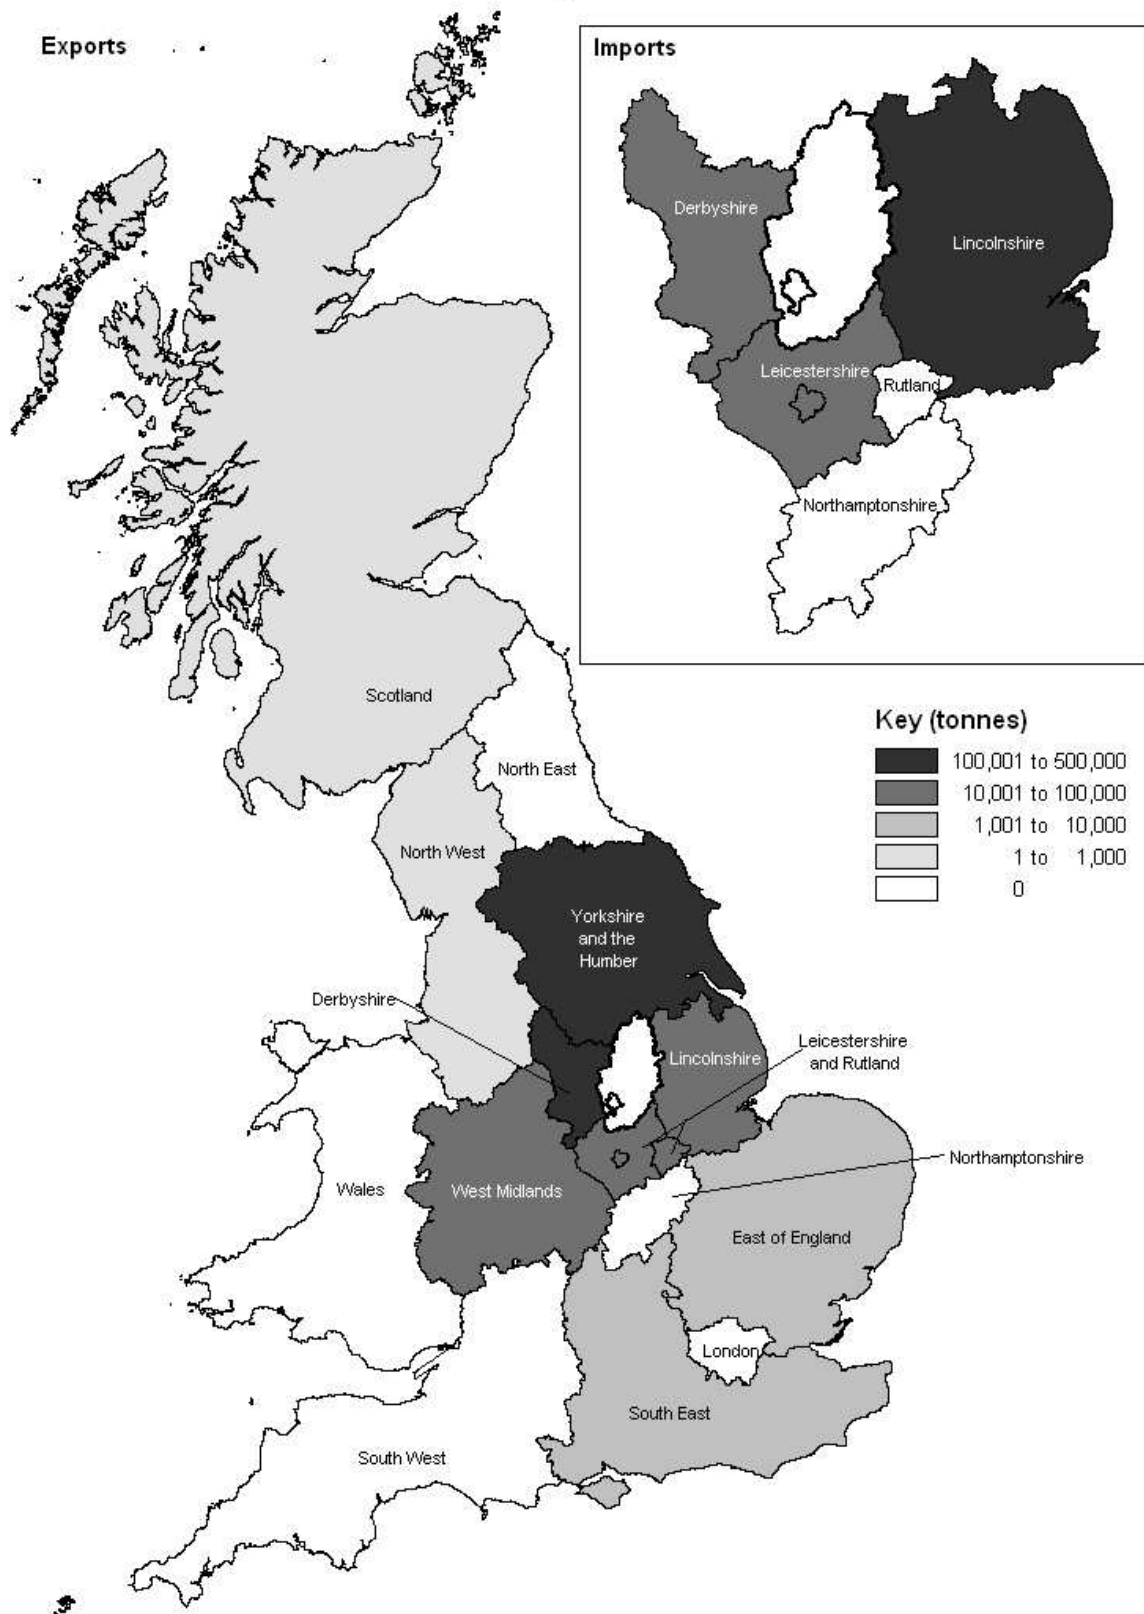 Exports
Imports
Derbyshire
Lincolnshire
Leicestershire
Rutland
Northamptonshire
Scotland
Key (tonnes)
100,001 to 500,000
10,001 to 100,000
1,001 to 10,000
1 to 1,000
0
North East
North West
Yorkshire
and the
Humber
Derbyshire
Lincolnshire
Leicestershire
and Rutland
Northamptonshire
Wales
West Midlands
East of England
London
South East
South West